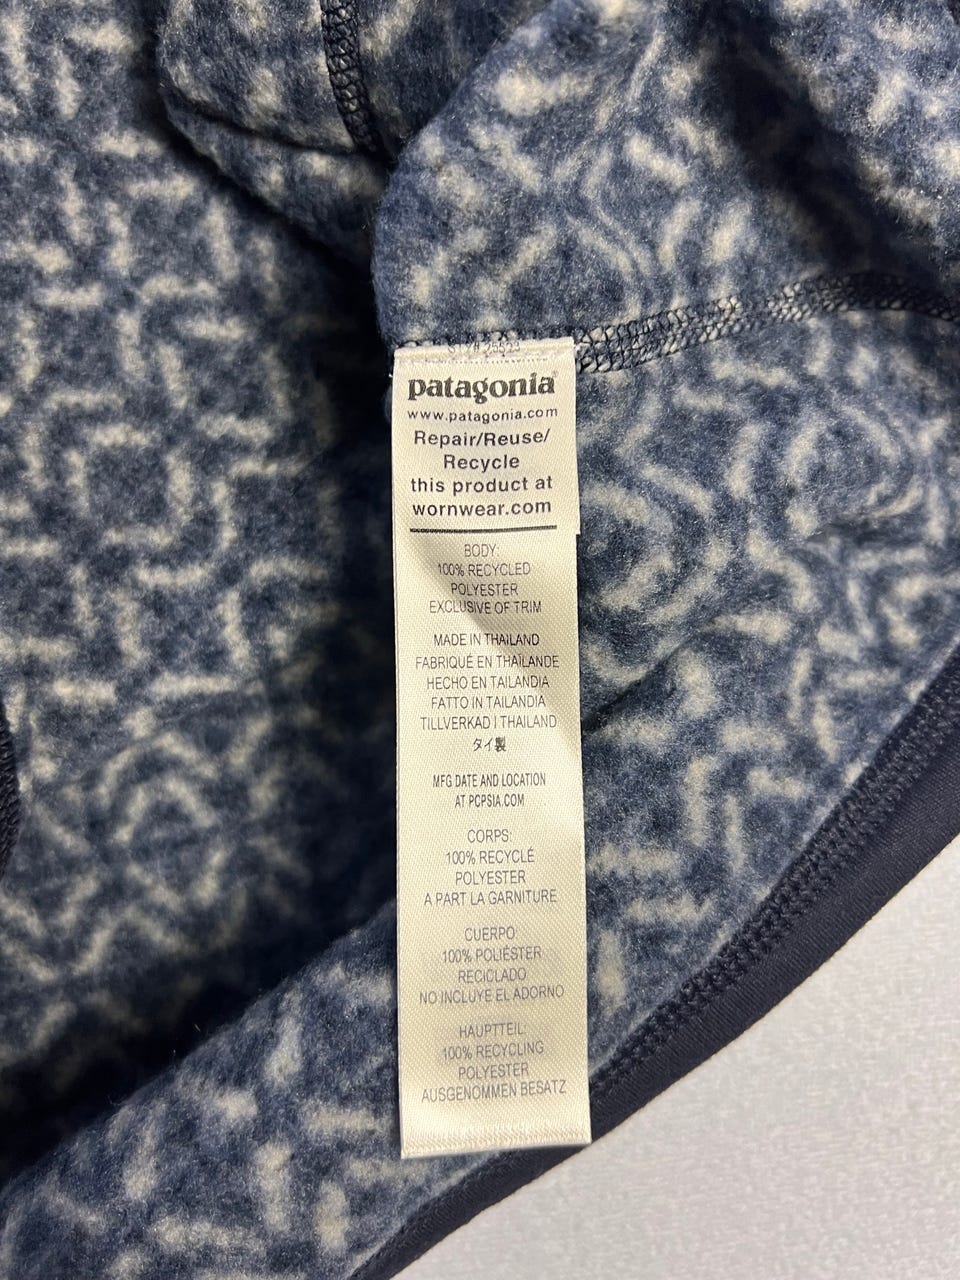 patagonia®
www.patagonia.com
Repair/Reuse/
Recycle
this product at
wornwear.com
BODY:
100% RECYCLED
POLYESTER
EXCLUSIVE OF TRIM
MADE IN THAILAND
FABRIQUÉ EN THAÏLANDE
HECHO EN TAILANDIA
FATTO IN TAILANDIA
TILLVERKAD I THAILAND
タイ製
MFG DATE AND LOCATION
AT PCPSIA.COM
CORPS:
100% RECYCLÉ
POLYESTER
A PART LA GARNITURE
CUERPO:
100% POLIÉSTER
RECICLADO
NO INCLUYE EL ADORNO
HAUPTTEIL:
100% RECYCLING
POLYESTER
AUSGENOMMEN BESATZ